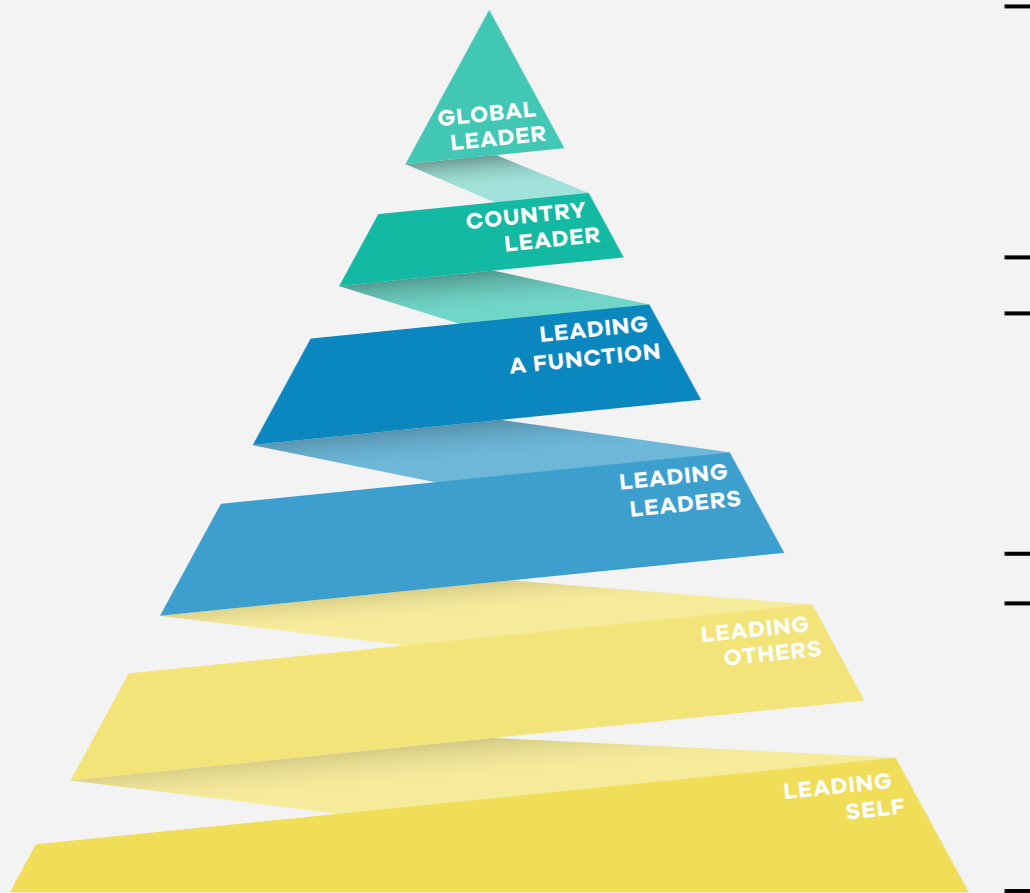 GLOBAL
LEADER
COUNTRY
LEADER
LEADING
A FUNCTION
LEADING
LEADERS
LEADING
OTHERS
LEADING
SELF